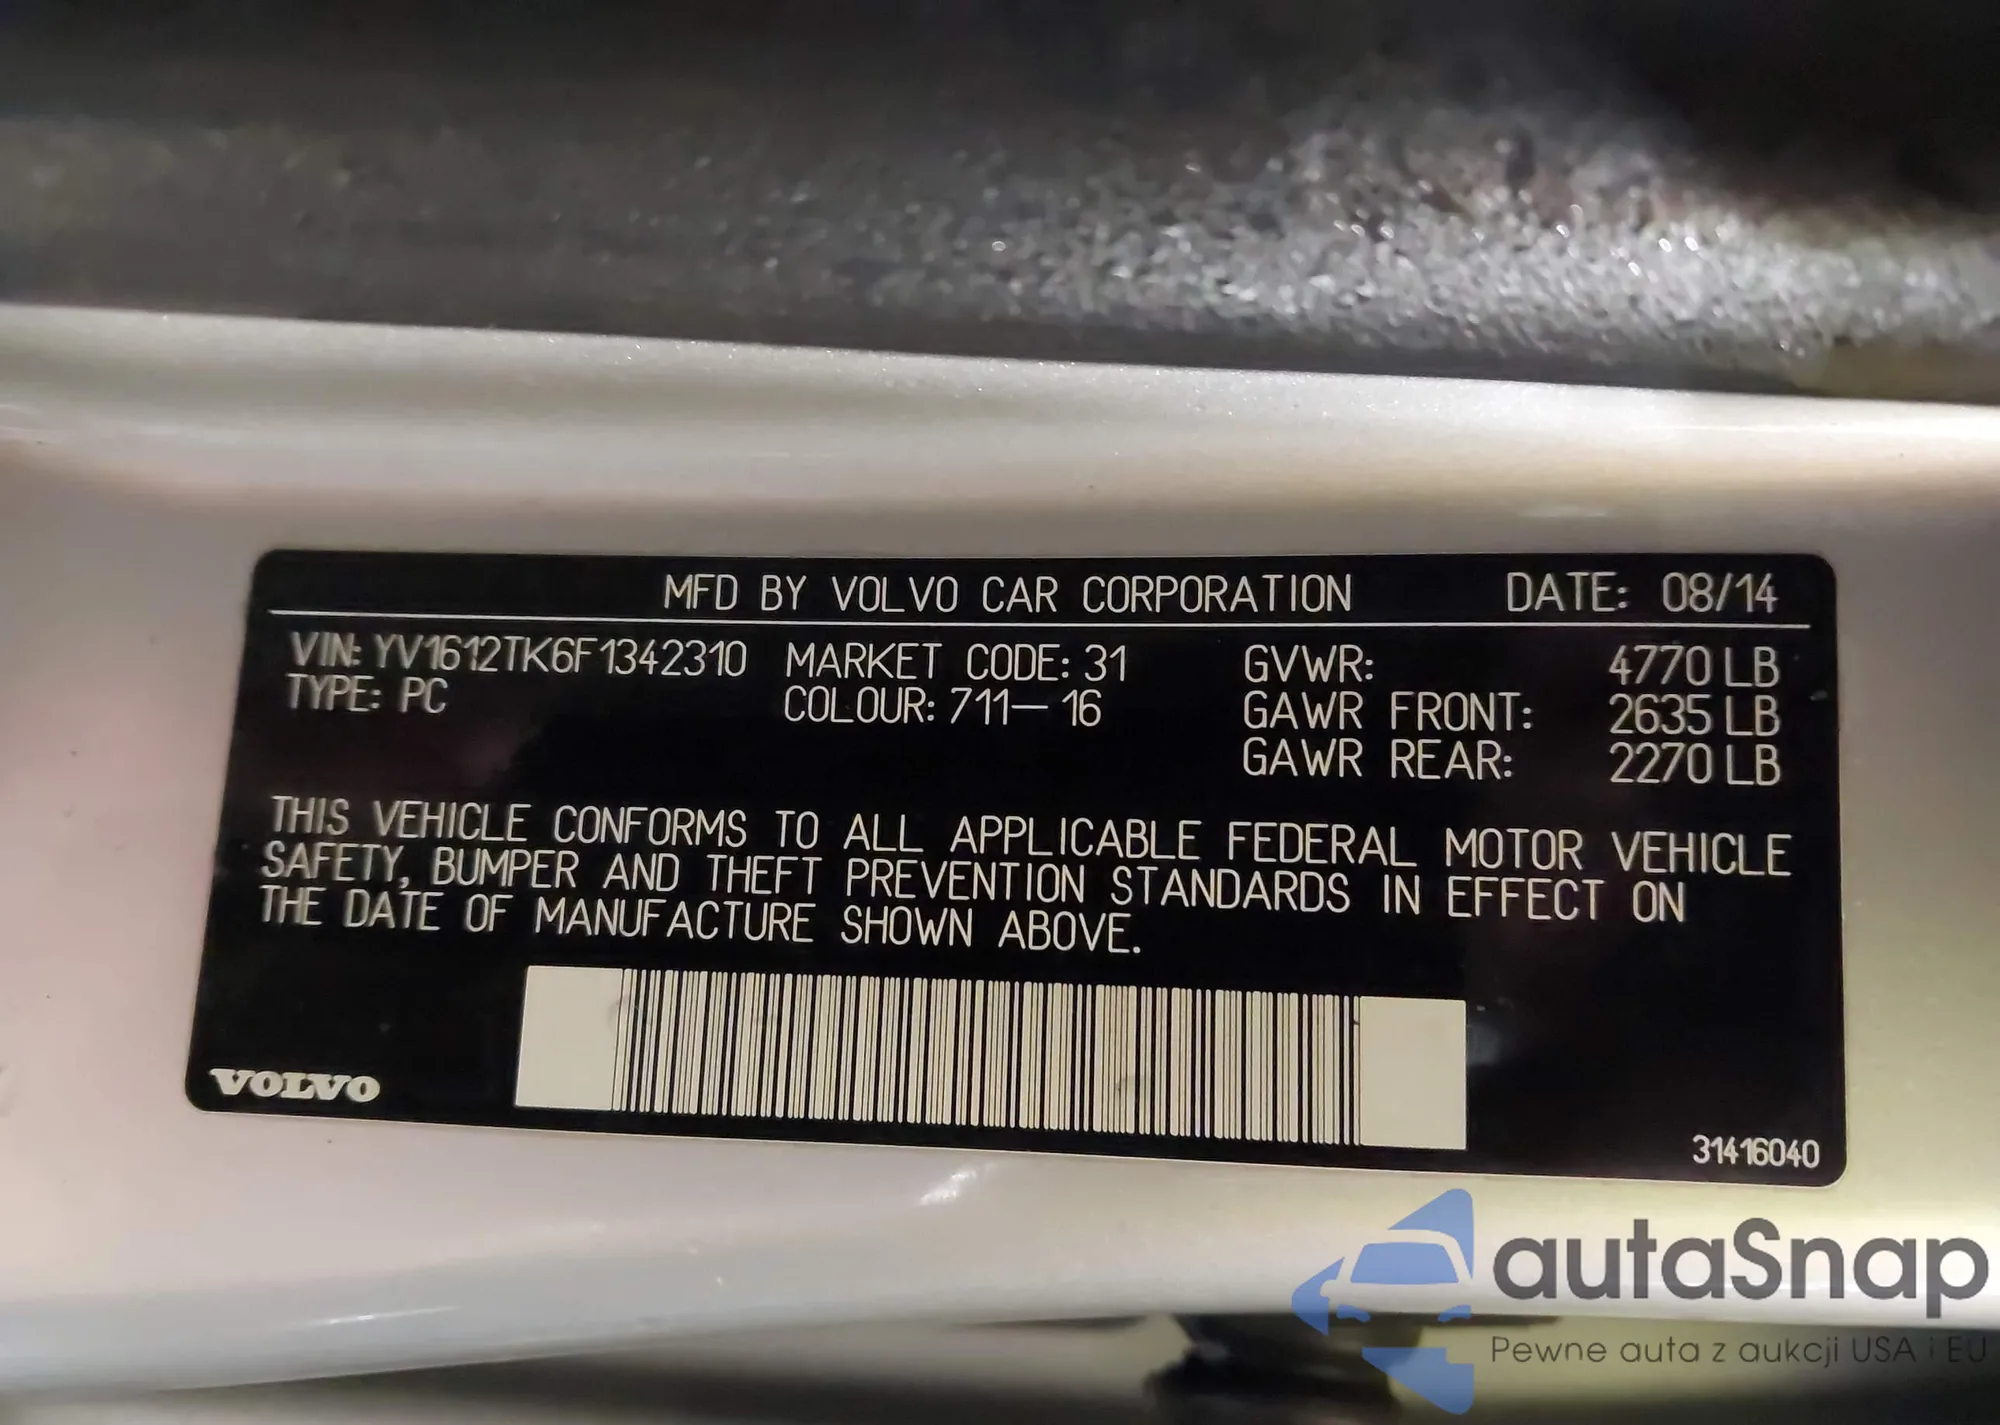 MFD BY VOLVO CAR CORPORATION DATE: 08/14
VIN: YV1612TK6F1342310 MARKET CODE: 31 GVWR: 4770 LB
TYPE: PC COLOUR: 711-16 GAWR FRONT: 2635 LB
GAWR REAR: 2270 LB
THIS VEHICLE CONFORMS TO ALL APPLICABLE FEDERAL MOTOR VEHICLE
SAFETY, BUMPER AND THEFT PREVENTION STANDARDS IN EFFECT ON
THE DATE OF MANUFACTURE SHOWN ABOVE.
VOLVO
31416040
autaSnap
Pewne auta z aukcji USA i EU